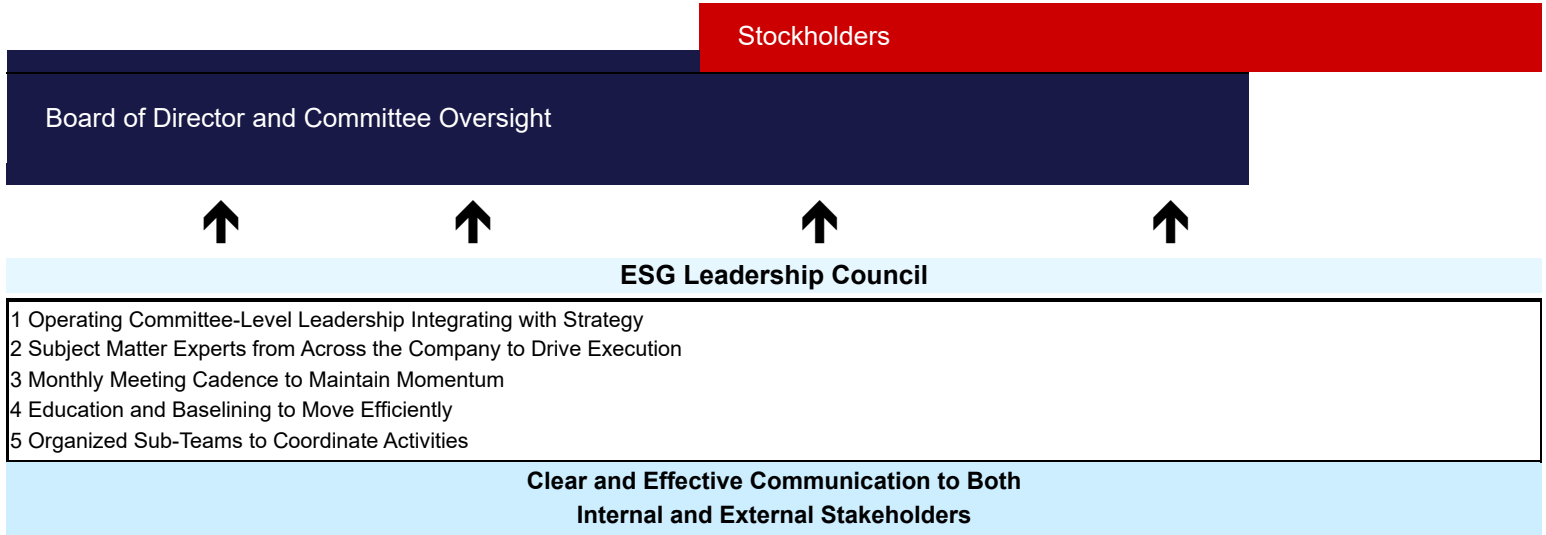 Stockholders
Board of Director and Committee Oversight
ESG Leadership Council
1 Operating Committee-Level Leadership Integrating with Strategy
2 Subject Matter Experts from Across the Company to Drive Execution
3 Monthly Meeting Cadence to Maintain Momentum
4 Education and Baselining to Move Efficiently
5 Organized Sub-Teams to Coordinate Activities
Clear and Effective Communication to Both
Internal and External Stakeholders